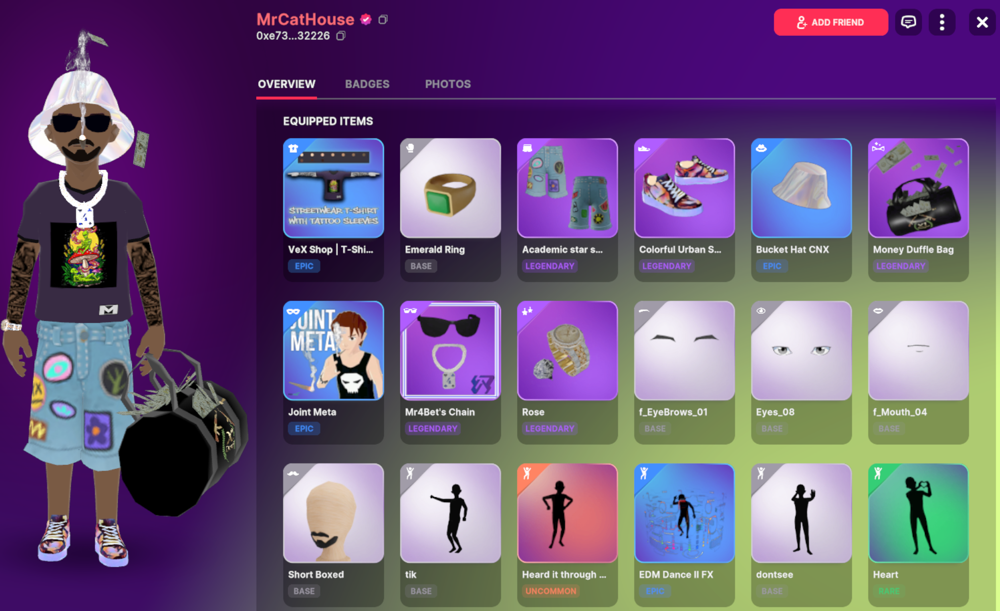 MrCatHouse
0xe73...32226
ADD FRIEND
OVERVIEW
BADGES
PHOTOS
EQUIPPED ITEMS
STREETWEAR T-SHIRT
WITH TATTOO SLEEVES
VeX Shop | T-Shi...
EPIC
Emerald Ring
BASE
Academic star s...
LEGENDARY
Colorful Urban S...
LEGENDARY
Bucket Hat CNX
EPIC
Money Duffle Bag
LEGENDARY
JOINT
META
Joint Meta
EPIC
Mr4Bet's Chain
LEGENDARY
Rose
LEGENDARY
f_EyeBrows_01
BASE
Eyes_08
BASE
f_Mouth_04
BASE
Short Boxed
BASE
tik
BASE
Heard it through ...
UNCOMMON
EDM Dance II FX
EPIC
dontsee
BASE
Heart
RARE